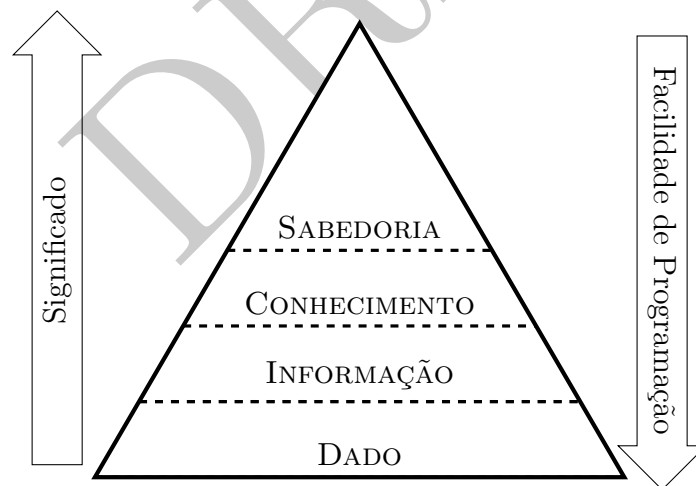 Significado
SABEDORIA
CONHECIMENTO
INFORMAÇÃO
DADO
Facilidade de Programação